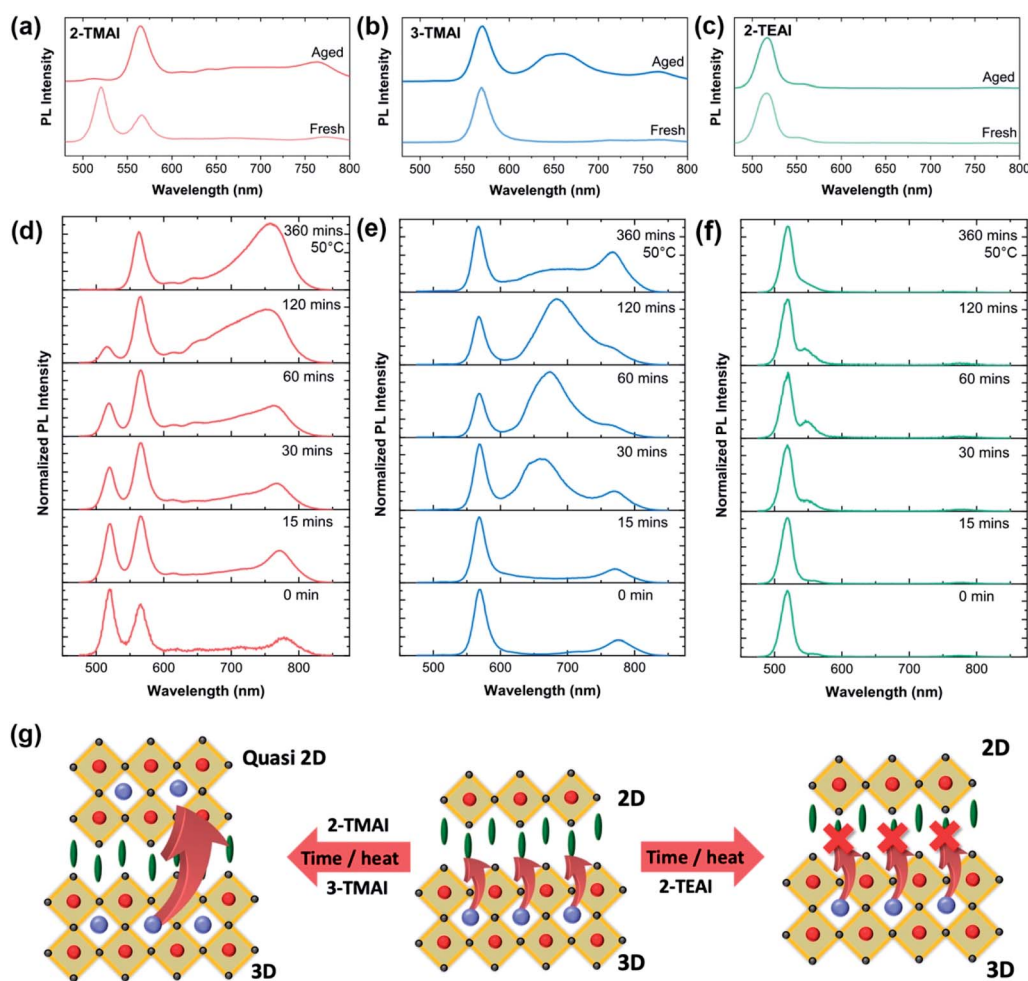 (a)
2-TMAI
Aged
Fresh
PL Intensity
500 550 600 650 700 750 800
Wavelength (nm)
(b)
3-TMAI
Aged
Fresh
PL Intensity
500 550 600 650 700 750 800
Wavelength (nm)
(c)
2-TEAI
Aged
Fresh
PL Intensity
500 550 600 650 700 750 800
Wavelength (nm)
(d)
360 mins
50°C
120 mins
60 mins
30 mins
15 mins
0 min
Normalized PL Intensity
500 600 700 800
Wavelength (nm)
(e)
360 mins
50°C
120 mins
60 mins
30 mins
15 mins
0 min
Normalized PL Intensity
500 600 700 800
Wavelength (nm)
(f)
360 mins
50°C
120 mins
60 mins
30 mins
15 mins
0 min
Normalized PL Intensity
500 600 700 800
Wavelength (nm)
(g)
Quasi 2D
3D
2-TMAI
Time / heat
3-TMAI
2D
3D
Time / heat
2-TEAI
2D
3D